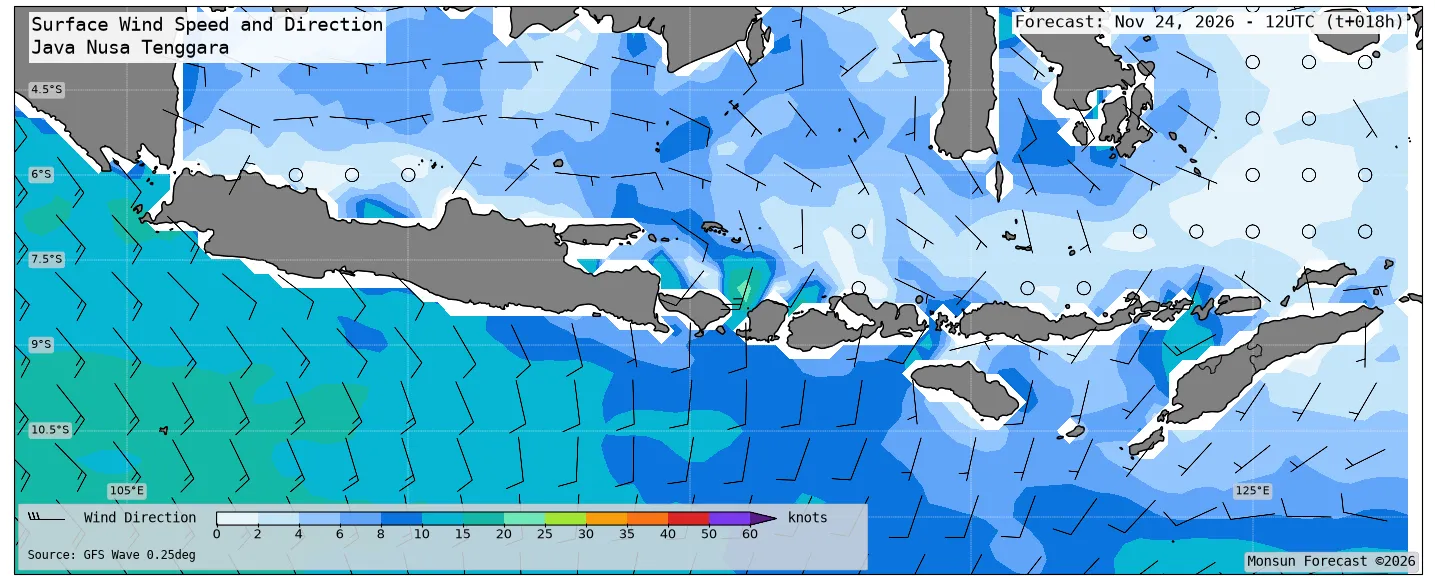 Surface Wind Speed and Direction
Java Nusa Tenggara
Forecast: Nov 24, 2026 - 12UTC (t+018h)
4.5°S
6°S
7.5°S
9°S
10.5°S
105°E
125°E
Wind Direction
0 2 4 6 8 10 15 20 25 30 35 40 50 60
knots
Source: GFS Wave 0.25deg
Monsun Forecast ©2026